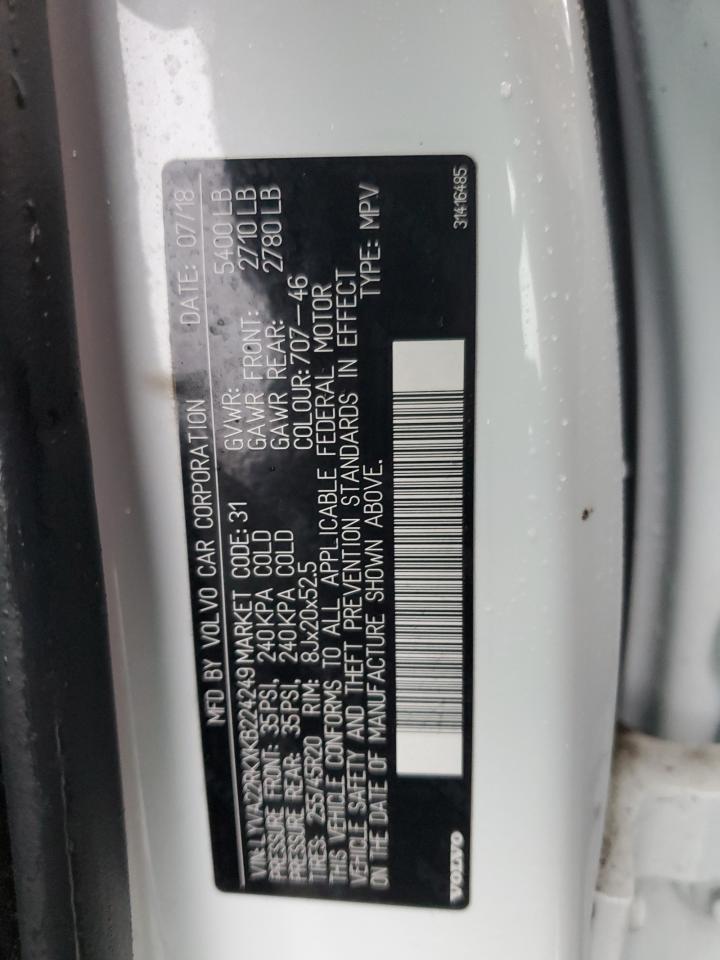 MFD BY VOLVO CAR CORPORATION DATE: 07/18
VIN: LYVA22RKXKB224249 MARKET CODE: 31 GVWR: 5400 LB
PRESSURE FRONT: 35PSI, 240KPA COLD GAWR FRONT: 2710 LB
PRESSURE REAR: 35PSI, 240KPA COLD GAWR REAR: 2780 LB
TIRES: 255/45R20 RIM: 8Jx20x52.5 COLOUR: 707-46
THIS VEHICLE CONFORMS TO ALL APPLICABLE FEDERAL MOTOR
VEHICLE SAFETY AND THEFT PREVENTION STANDARDS IN EFFECT
ON THE DATE OF MANUFACTURE SHOWN ABOVE. TYPE: MPV
VOLVO 31416485